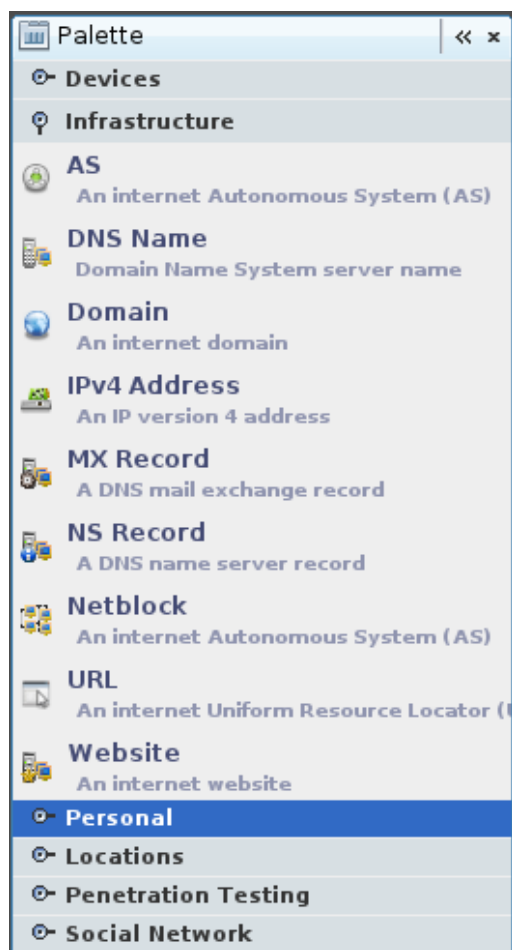 Palette
Devices
Infrastructure
AS
An internet Autonomous System (AS)
DNS Name
Domain Name System server name
Domain
An internet domain
IPv4 Address
An IP version 4 address
MX Record
A DNS mail exchange record
NS Record
A DNS name server record
Netblock
An internet Autonomous System (AS)
URL
An internet Uniform Resource Locator (U
Website
An internet website
Personal
Locations
Penetration Testing
Social Network